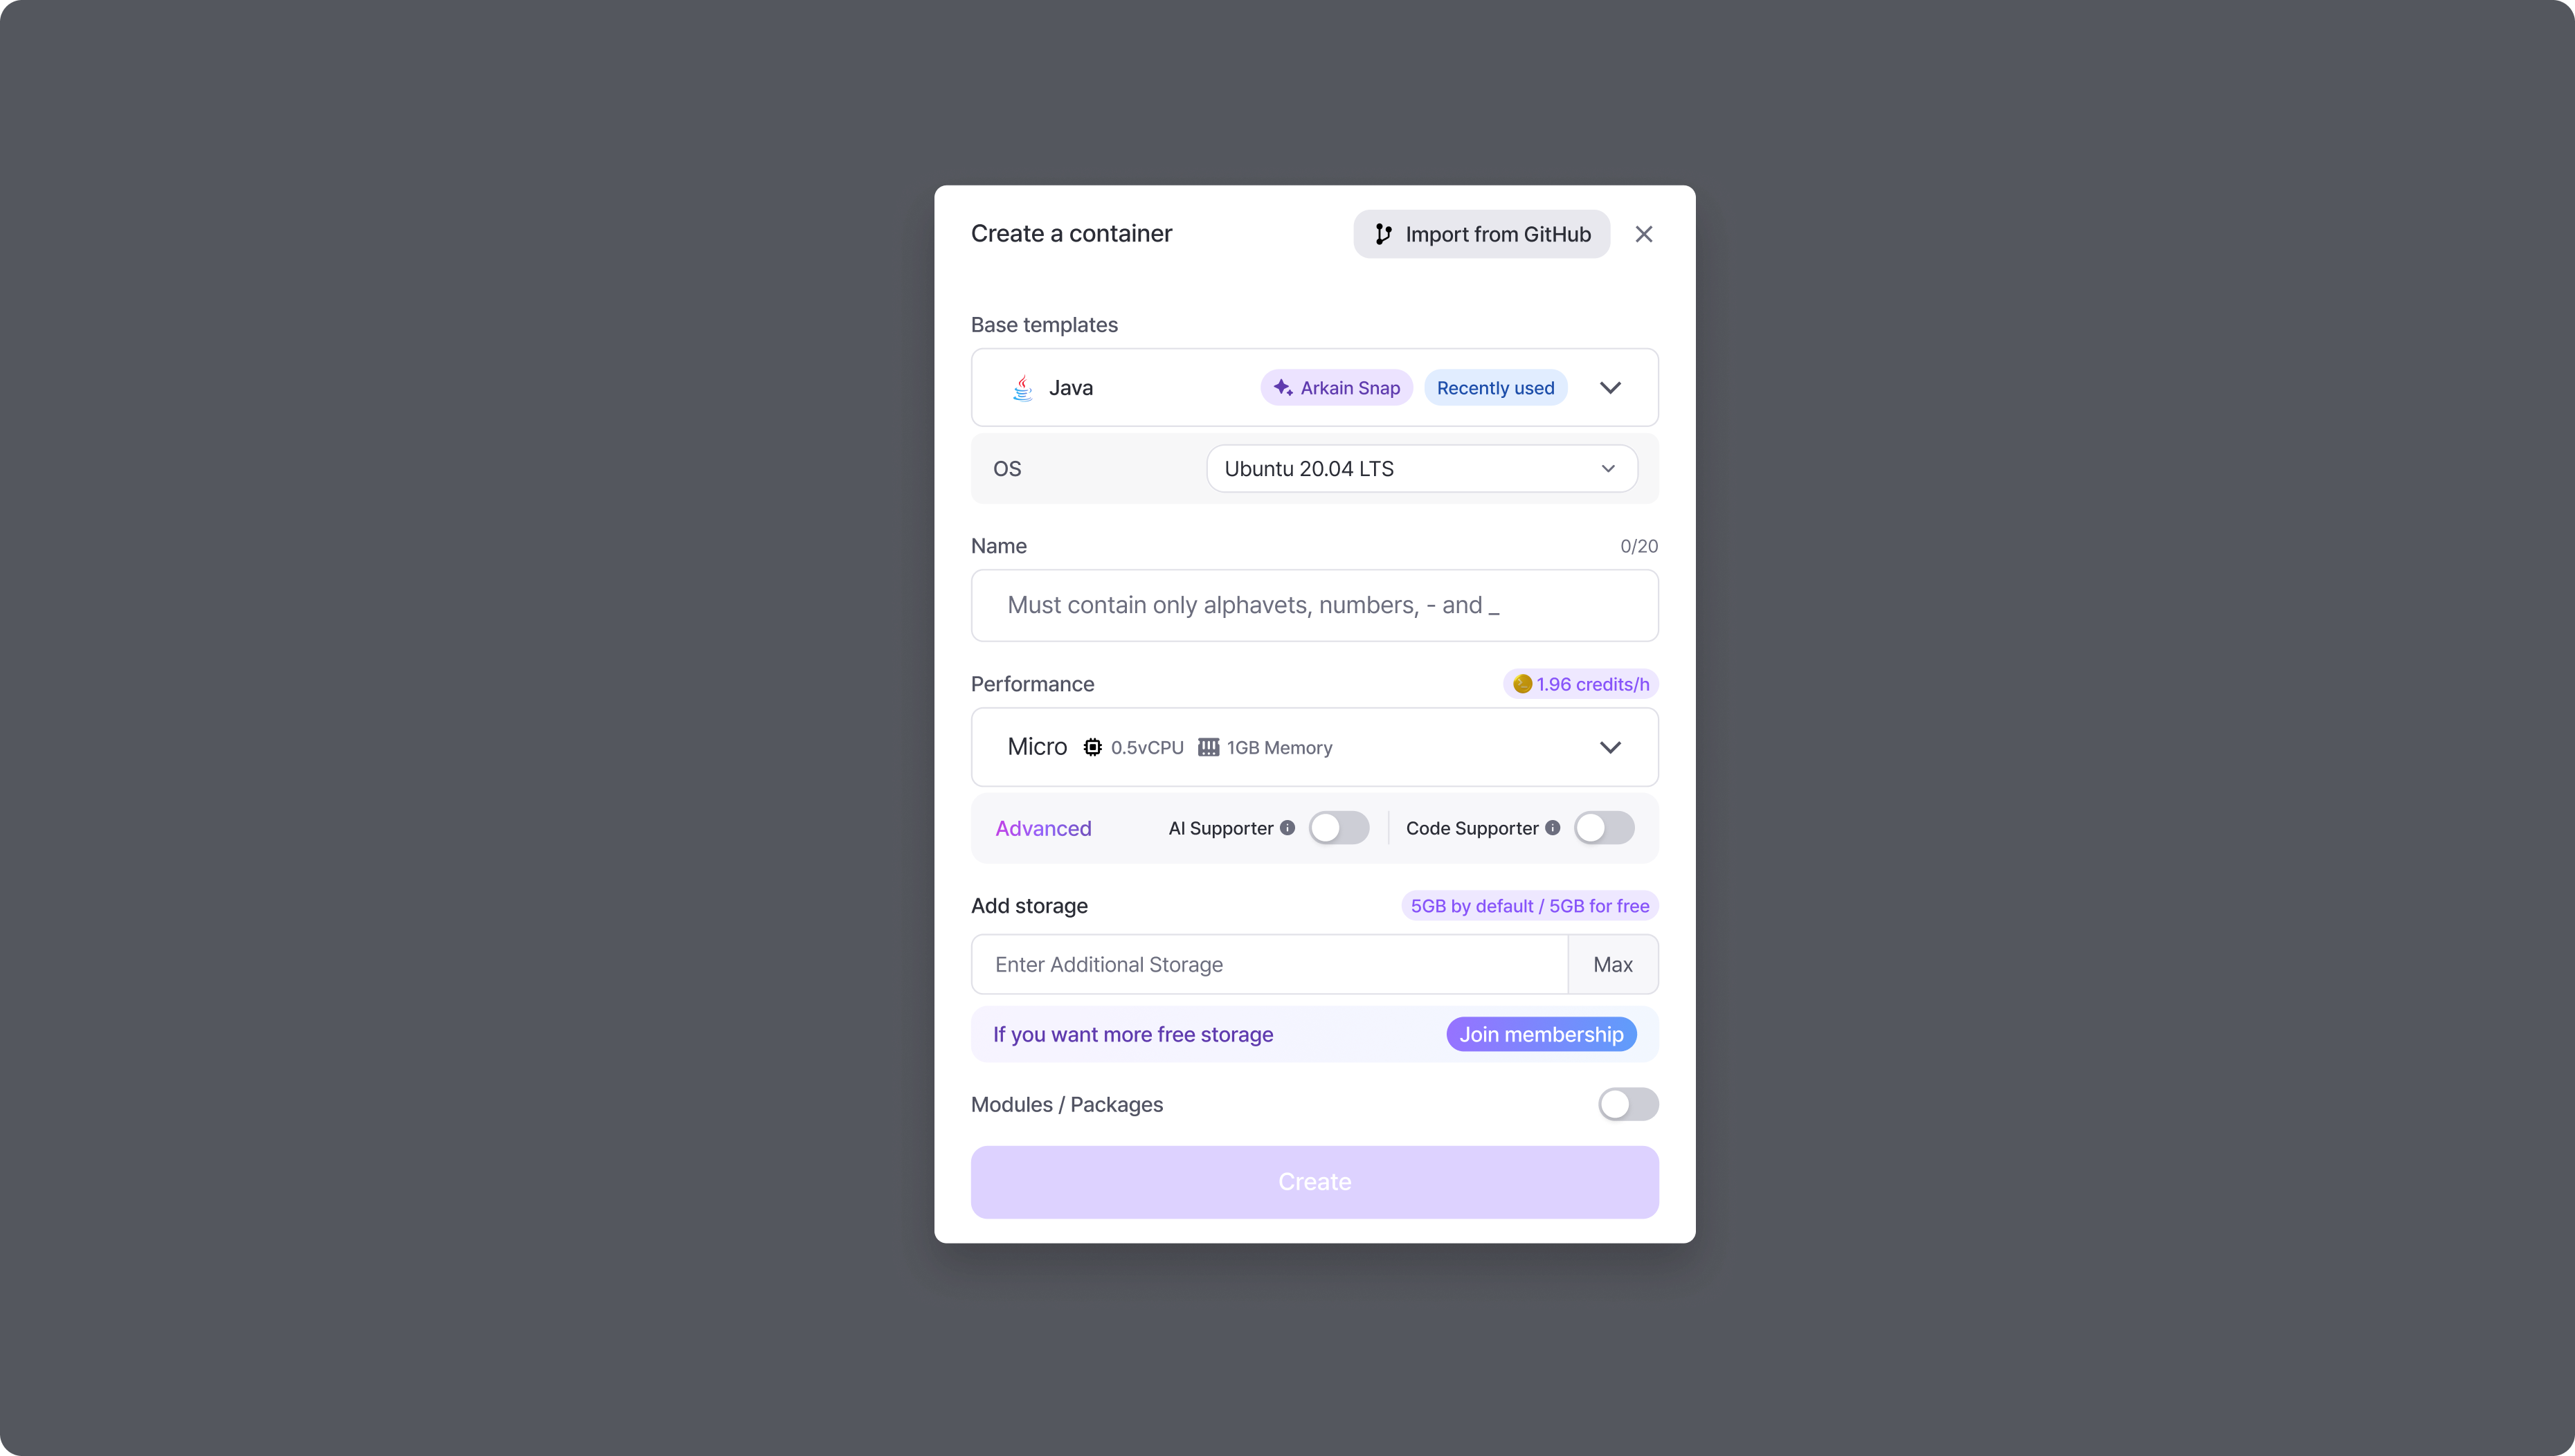 Create a container
Import from GitHub
Base templates
Java Arkain Snap Recently used
OS Ubuntu 20.04 LTS
Name 0/20
Must contain only alphavets, numbers, - and _
Performance 1.96 credits/h
Micro 0.5vCPU 1GB Memory
Advanced AI Supporter Code Supporter
Add storage 5GB by default / 5GB for free
Enter Additional Storage Max
If you want more free storage Join membership
Modules / Packages
Create